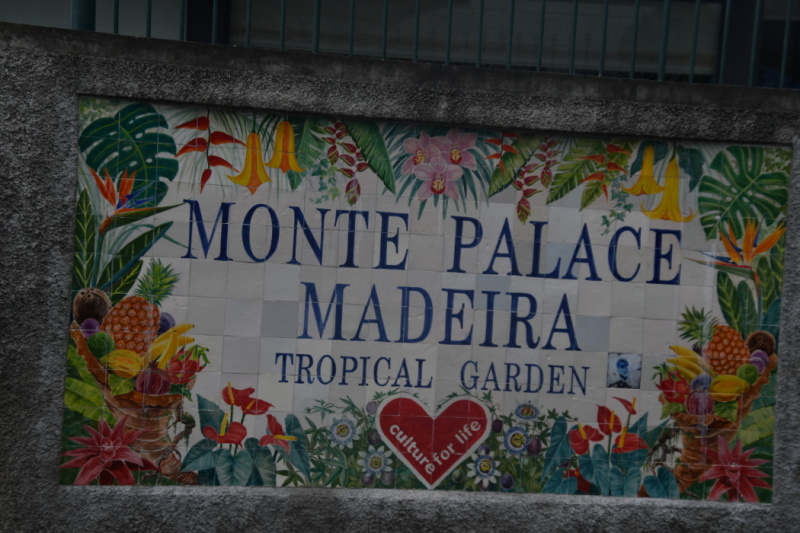 MONTE PALACE
MADEIRA
TROPICAL GARDEN
culture for life